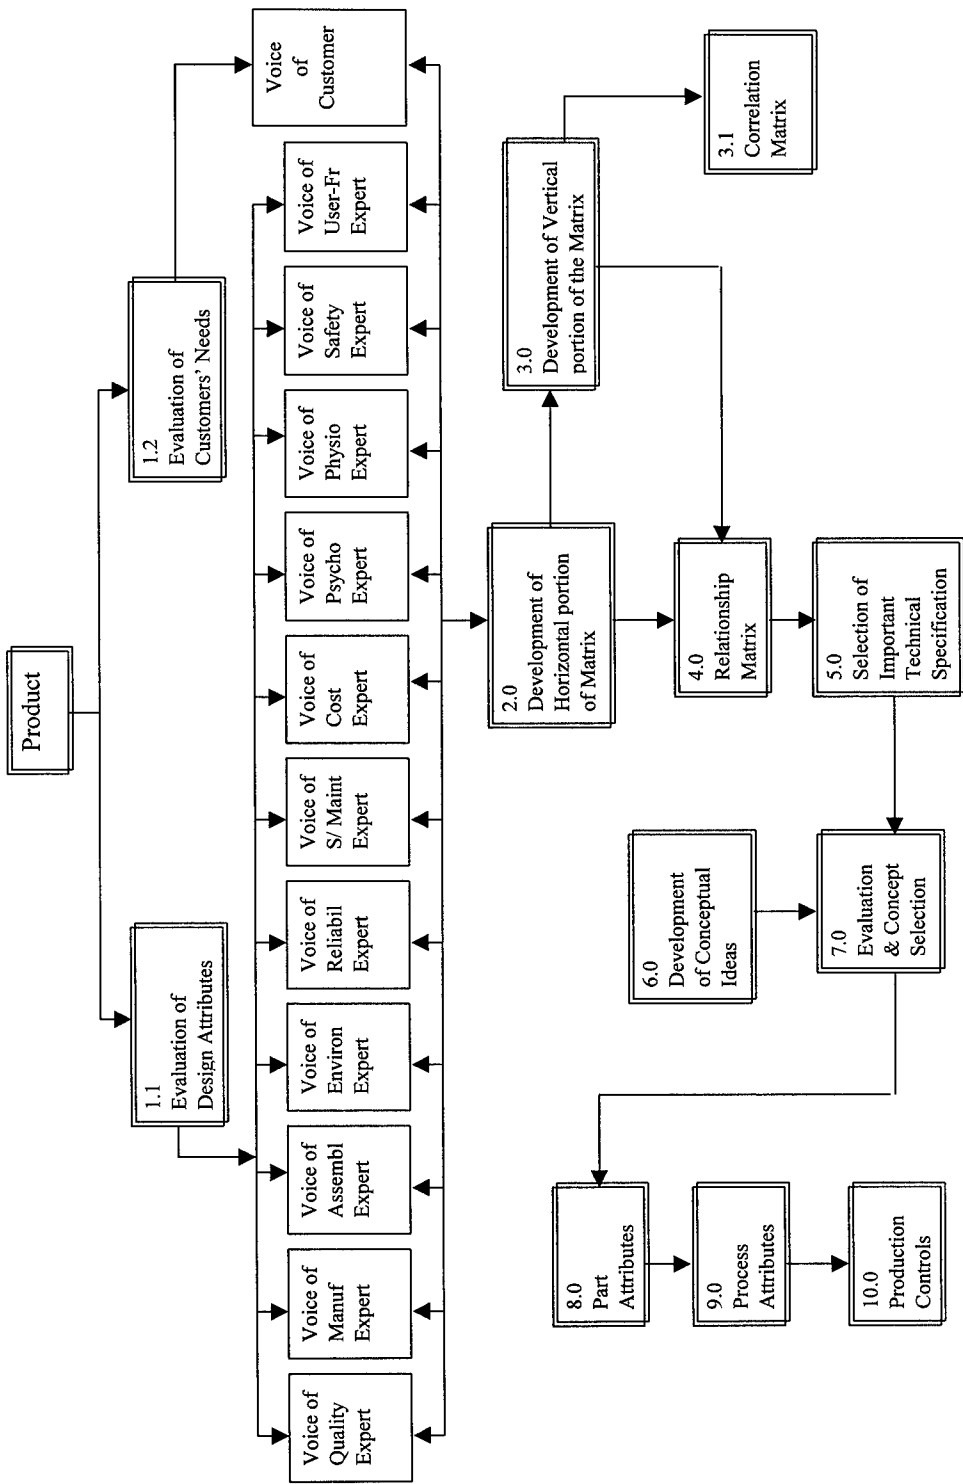 Product
1.1
Evaluation of
Design Attributes
1.2
Evaluation of
Customers' Needs
Voice of
Quality
Expert
Voice of
Manuf
Expert
Voice of
Assembl
Expert
Voice of
Environ
Expert
Voice of
Reliabil
Expert
Voice of
S/ Maint
Expert
Voice of
Cost
Expert
Voice of
Psycho
Expert
Voice of
Physio
Expert
Voice of
Safety
Expert
Voice of
User-Fr
Expert
Voice
of
Customer
2.0
Development of
Horizontal portion
of Matrix
3.0
Development of Vertical
portion of the Matrix
3.1
Correlation
Matrix
4.0
Relationship
Matrix
5.0
Selection of
Important
Technical
Specification
6.0
Development
of Conceptual
Ideas
7.0
Evaluation
& Concept
Selection
8.0
Part
Attributes
9.0
Process
Attributes
10.0
Production
Controls